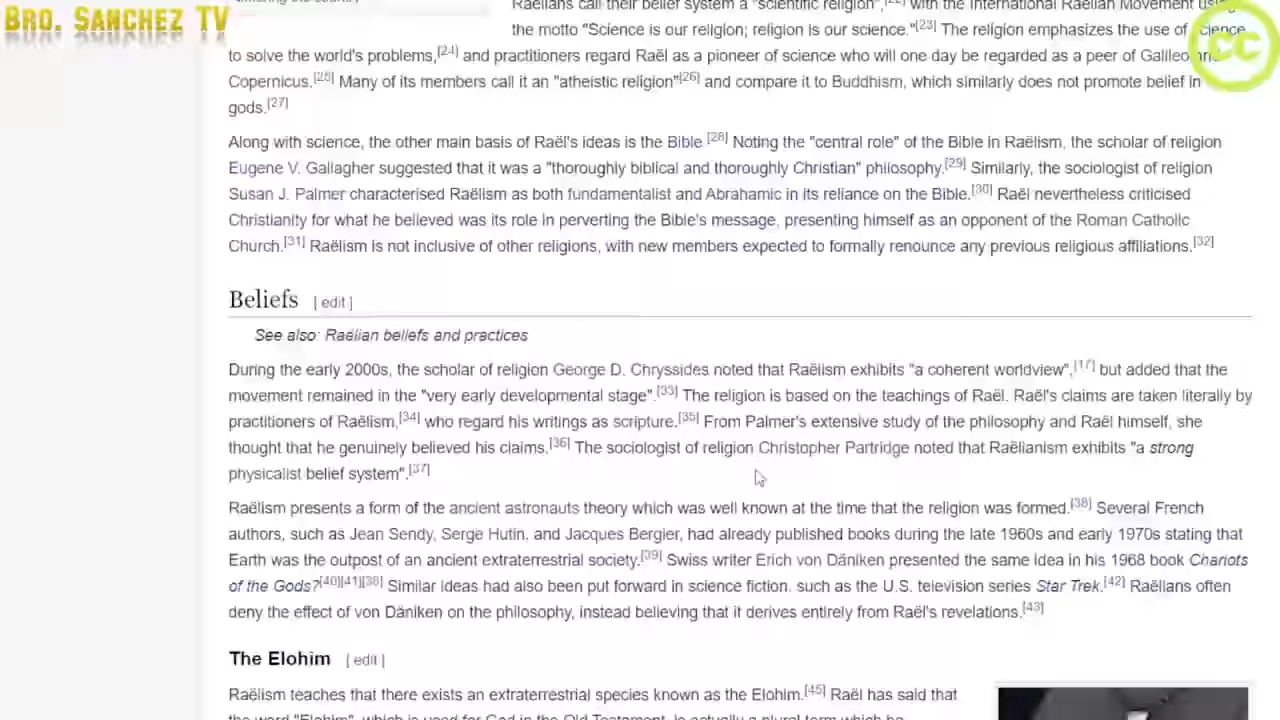 BRO. SANCHEZ TV
Raëlians call their belief system a "scientific religion",[22] with the International Raëlian Movement using
the motto "Science is our religion; religion is our science."[23] The religion emphasizes the use of science
to solve the world's problems,[24] and practitioners regard Raël as a pioneer of science who will one day be regarded as a peer of Galileo and
Copernicus.[25] Many of its members call it an "atheistic religion"[26] and compare it to Buddhism, which similarly does not promote belief in
gods.[27]
CC
Along with science, the other main basis of Raël's ideas is the Bible.[28] Noting the "central role" of the Bible in Raëlism, the scholar of religion
Eugene V. Gallagher suggested that it was a "thoroughly biblical and thoroughly Christian" philosophy.[29] Similarly, the sociologist of religion
Susan J. Palmer characterised Raëlism as both fundamentalist and Abrahamic in its reliance on the Bible.[30] Raël nevertheless criticised
Christianity for what he believed was its role in perverting the Bible's message, presenting himself as an opponent of the Roman Catholic
Church.[31] Raëlism is not inclusive of other religions, with new members expected to formally renounce any previous religious affiliations.[32]
Beliefs [ edit ]
See also: Raëlian beliefs and practices
During the early 2000s, the scholar of religion George D. Chryssides noted that Raëlism exhibits "a coherent worldview",[17] but added that the
movement remained in the "very early developmental stage".[33] The religion is based on the teachings of Raël. Raël's claims are taken literally by
practitioners of Raëlism,[34] who regard his writings as scripture.[35] From Palmer's extensive study of the philosophy and Raël himself, she
thought that he genuinely believed his claims.[36] The sociologist of religion Christopher Partridge noted that Raëlianism exhibits "a strong
physicalist belief system".[37]
Raëlism presents a form of the ancient astronauts theory which was well known at the time that the religion was formed.[38] Several French
authors, such as Jean Sendy, Serge Hutin, and Jacques Bergier, had already published books during the late 1960s and early 1970s stating that
Earth was the outpost of an ancient extraterrestrial society.[39] Swiss writer Erich von Däniken presented the same idea in his 1968 book Chariots
of the Gods?[40][41][38] Similar ideas had also been put forward in science fiction, such as the U.S. television series Star Trek.[42] Raëlians often
deny the effect of von Däniken on the philosophy, instead believing that it derives entirely from Raël's revelations.[43]
The Elohim [ edit ]
Raëlism teaches that there exists an extraterrestrial species known as the Elohim.[45] Raël has said that
the word "Elohim", which is used for God in the Old Testament, is actually a plural term which he